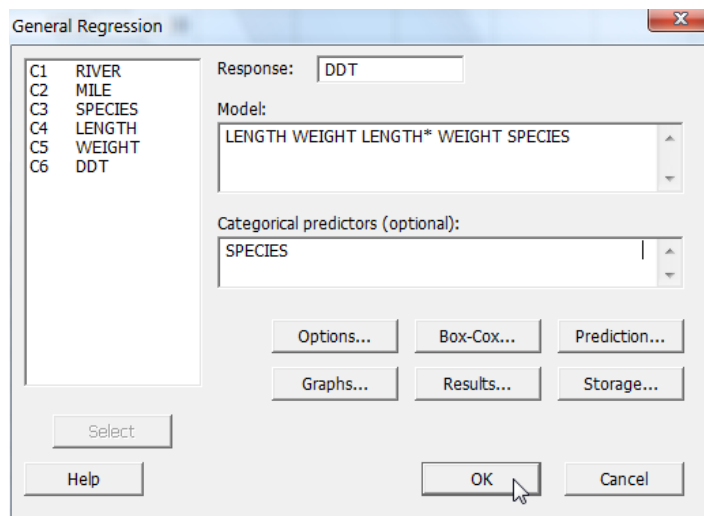 General Regression
C1 RIVER
C2 MILE
C3 SPECIES
C4 LENGTH
C5 WEIGHT
C6 DDT
Response: DDT
Model:
LENGTH WEIGHT LENGTH* WEIGHT SPECIES
Categorical predictors (optional):
SPECIES
Options... Box-Cox... Prediction...
Graphs... Results... Storage...
Select
Help OK Cancel